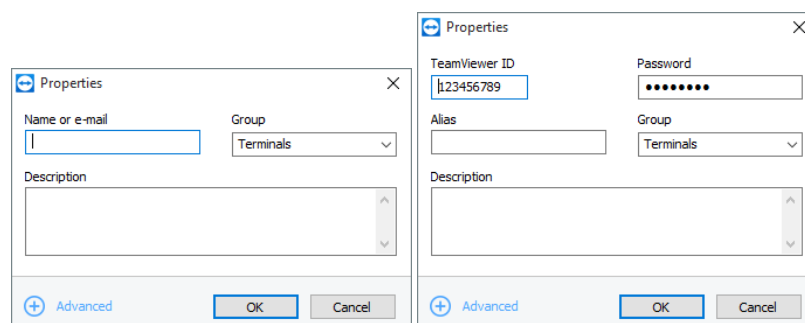 Properties
Name or e-mail Group
Terminals
Description
Advanced OK Cancel
Properties
TeamViewer ID Password
123456789 ••••••••
Alias Group
Terminals
Description
Advanced OK Cancel